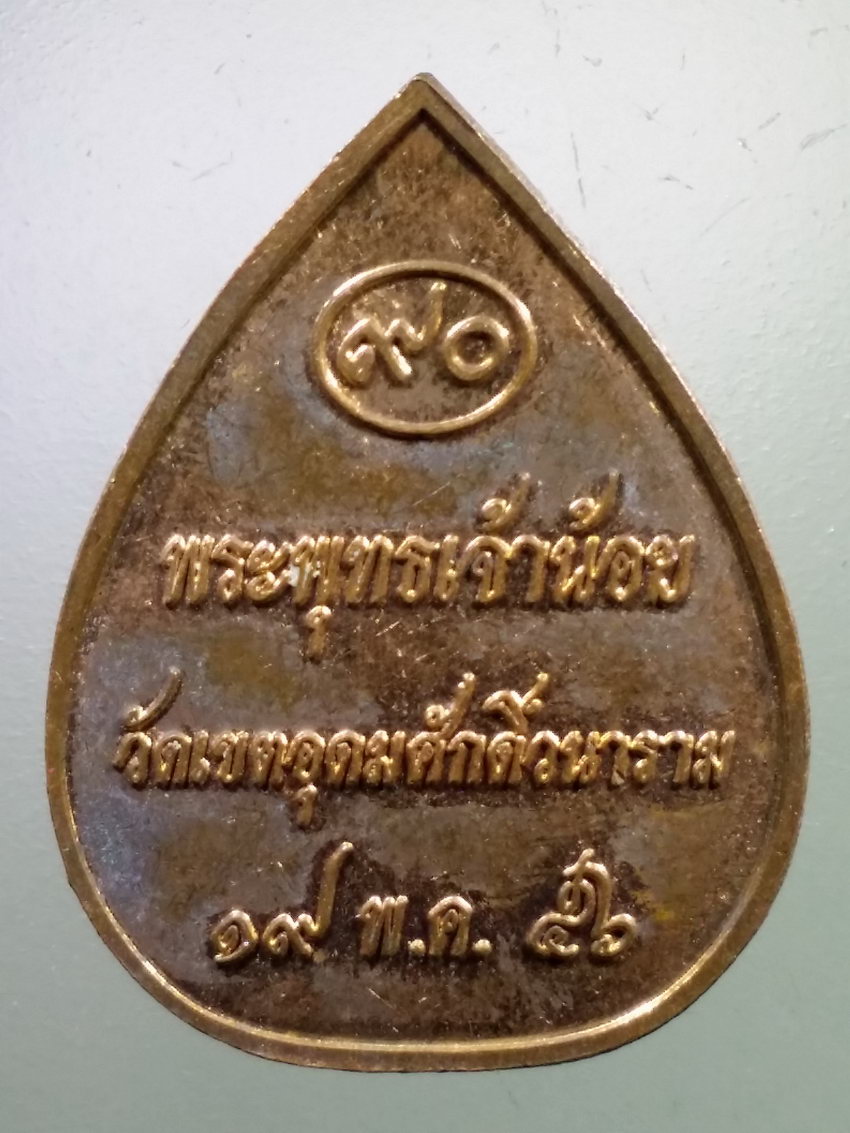 ๙๐
พระพุทธเจ้าน้อย
วัดเขตอุดมศักดิ์วนาราม
๑๙ พ.ค. ๕๖